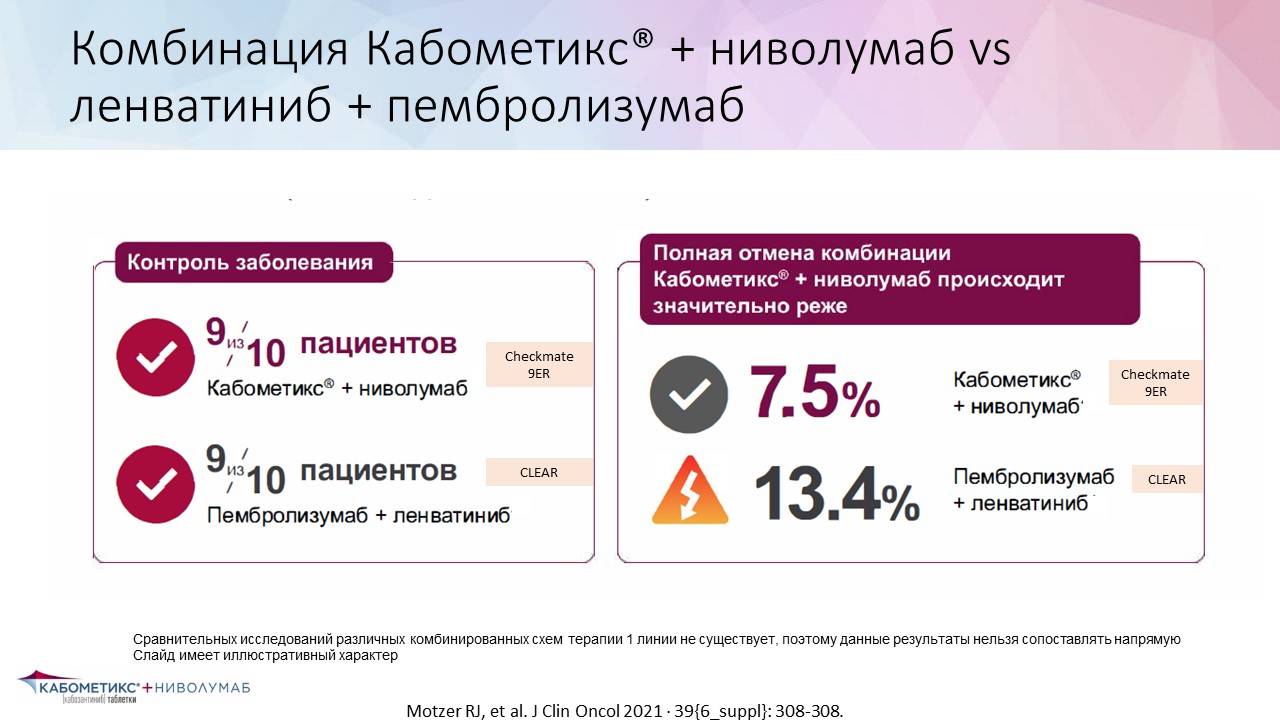 Комбинация Кабометикс® + ниволумаб vs
ленватиниб + пембролизумаб
Контроль заболевания
9 из 10 пациентов
Кабометикс® + ниволумаб
Checkmate
9ER
9 из 10 пациентов
Пембролизумаб + ленватиниб
CLEAR
Полная отмена комбинации
Кабометикс® + ниволумаб происходит
значительно реже
7.5%
Кабометикс®
+ ниволумаб
Checkmate
9ER
13.4%
Пембролизумаб
+ ленватиниб
CLEAR
Сравнительных исследований различных комбинированных схем терапии 1 линии не существует, поэтому данные результаты нельзя сопоставлять напрямую
Слайд имеет иллюстративный характер
КАБОМЕТИКС®+НИВОЛУМАБ
(кабозантиниб) таблетки
Motzer RJ, et al. J Clin Oncol 2021 · 39{6_suppl}: 308-308.